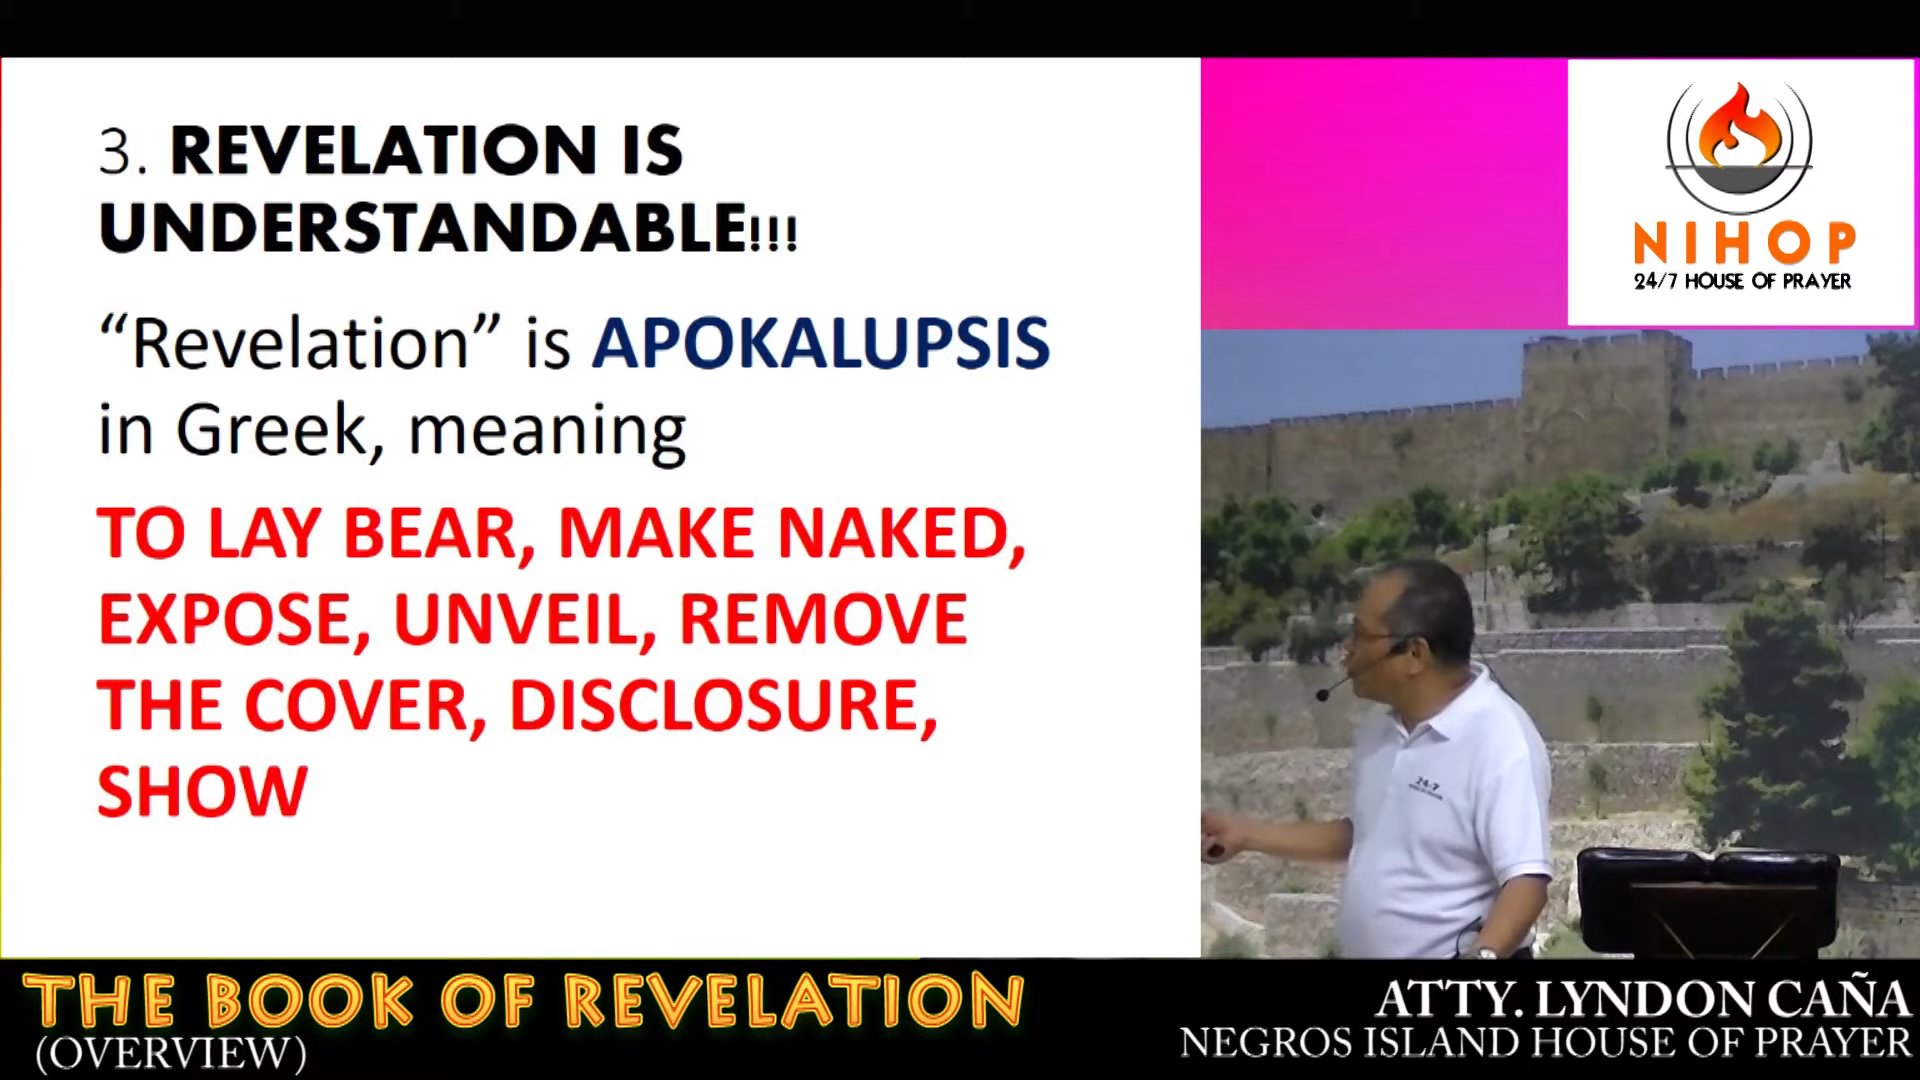 3. REVELATION IS
UNDERSTANDABLE!!!
“Revelation” is APOKALUPSIS
in Greek, meaning
TO LAY BEAR, MAKE NAKED,
EXPOSE, UNVEIL, REMOVE
THE COVER, DISCLOSURE,
SHOW
NIHOP
24/7 HOUSE OF PRAYER
24-7
THE BOOK OF REVELATION
(OVERVIEW)
ATTY. LYNDON CAÑA
NEGROS ISLAND HOUSE OF PRAYER